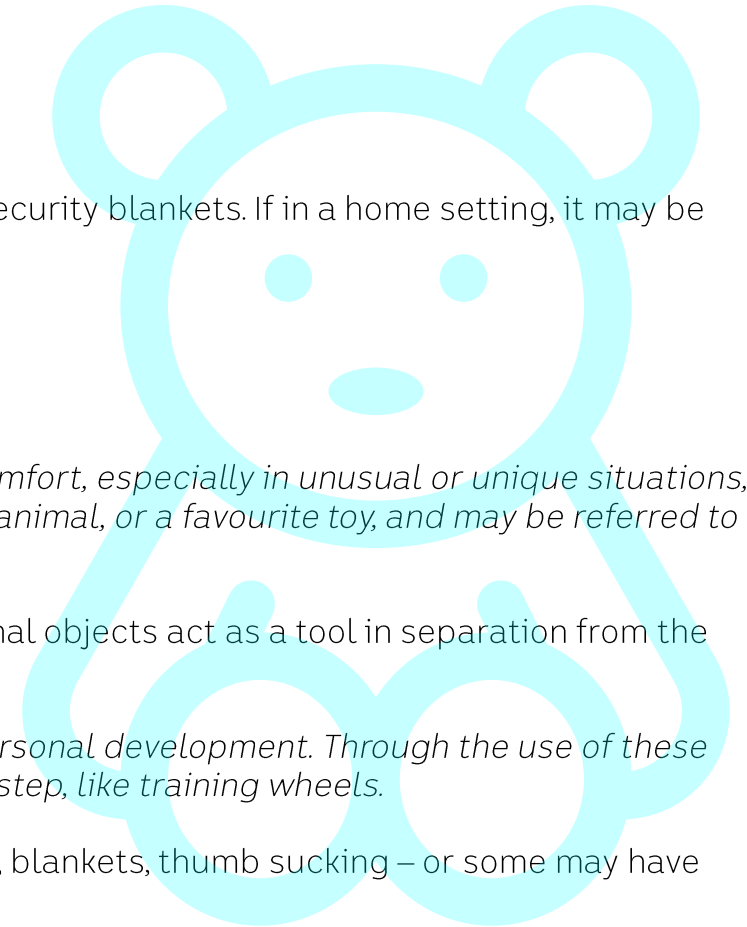 ecurity blankets. If in a home setting, it may be
mfort, especially in unusual or unique situations,
animal, or a favourite toy, and may be referred to
nal objects act as a tool in separation from the
rsonal development. Through the use of these
step, like training wheels.
, blankets, thumb sucking – or some may have